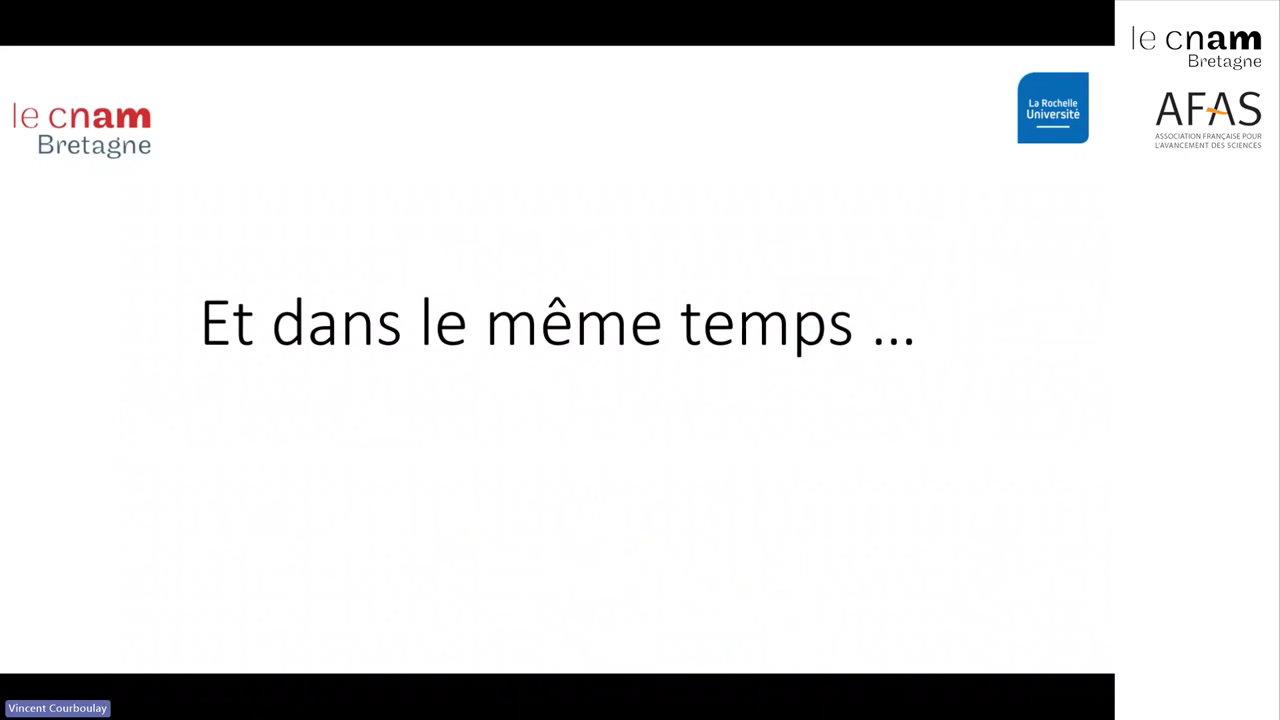 le cnam
Bretagne
La Rochelle
Université
Et dans le même temps ...
le cnam
Bretagne
AFAS
ASSOCIATION FRANÇAISE POUR
L'AVANCEMENT DES SCIENCES
Vincent Courboulay